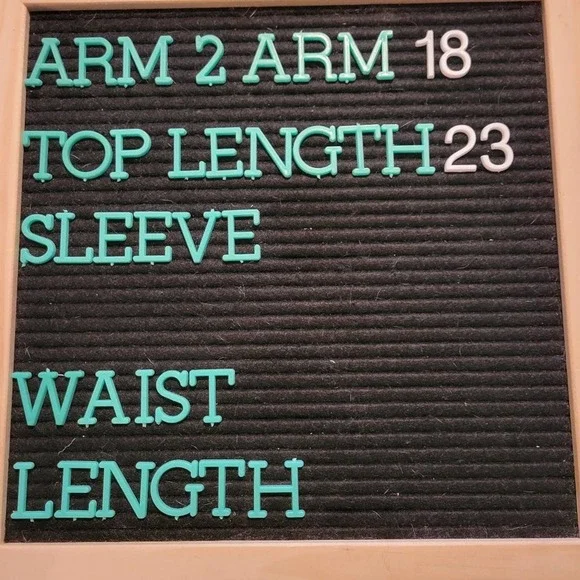 ARM 2 ARM 18
TOP LENGTH 23
SLEEVE
WAIST
LENGTH